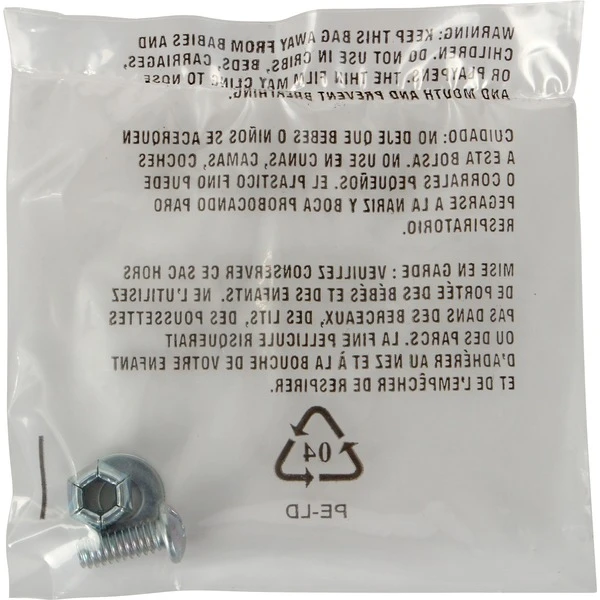 WARNING: KEEP THIS BAG AWAY FROM BABIES AND
CHILDREN. DO NOT USE IN CRIBS, BEDS, CARRIAGES,
OR PLAYPENS. THE THIN FILM MAY CLING TO NOSE
AND MOUTH AND PREVENT BREATHING.
CUIDADO: NO DEJE QUE BEBES O NIÑOS SE ACERQUEN
A ESTA BOLSA. NO USE EN CUNAS, CAMAS, COCHES
O CORRALES PEQUEÑOS. EL PLASTICO FINO PUEDE
PEGARSE A LA NARIZ Y BOCA PROBOCANDO PARO
RESPIRATORIO.
MISE EN GARDE : VEUILLEZ CONSERVER CE SAC HORS
DE PORTÉE DES BÉBÉS ET DES ENFANTS. NE L'UTILISEZ
PAS DANS DES BERCEAUX, DES LITS, DES POUSSETTES
OU DES PARCS. LA FINE PELLICULE RISQUERAIT
D'ADHÉRER AU NEZ ET À LA BOUCHE DE VOTRE ENFANT
ET DE L'EMPÊCHER DE RESPIRER.
04
PE-LD